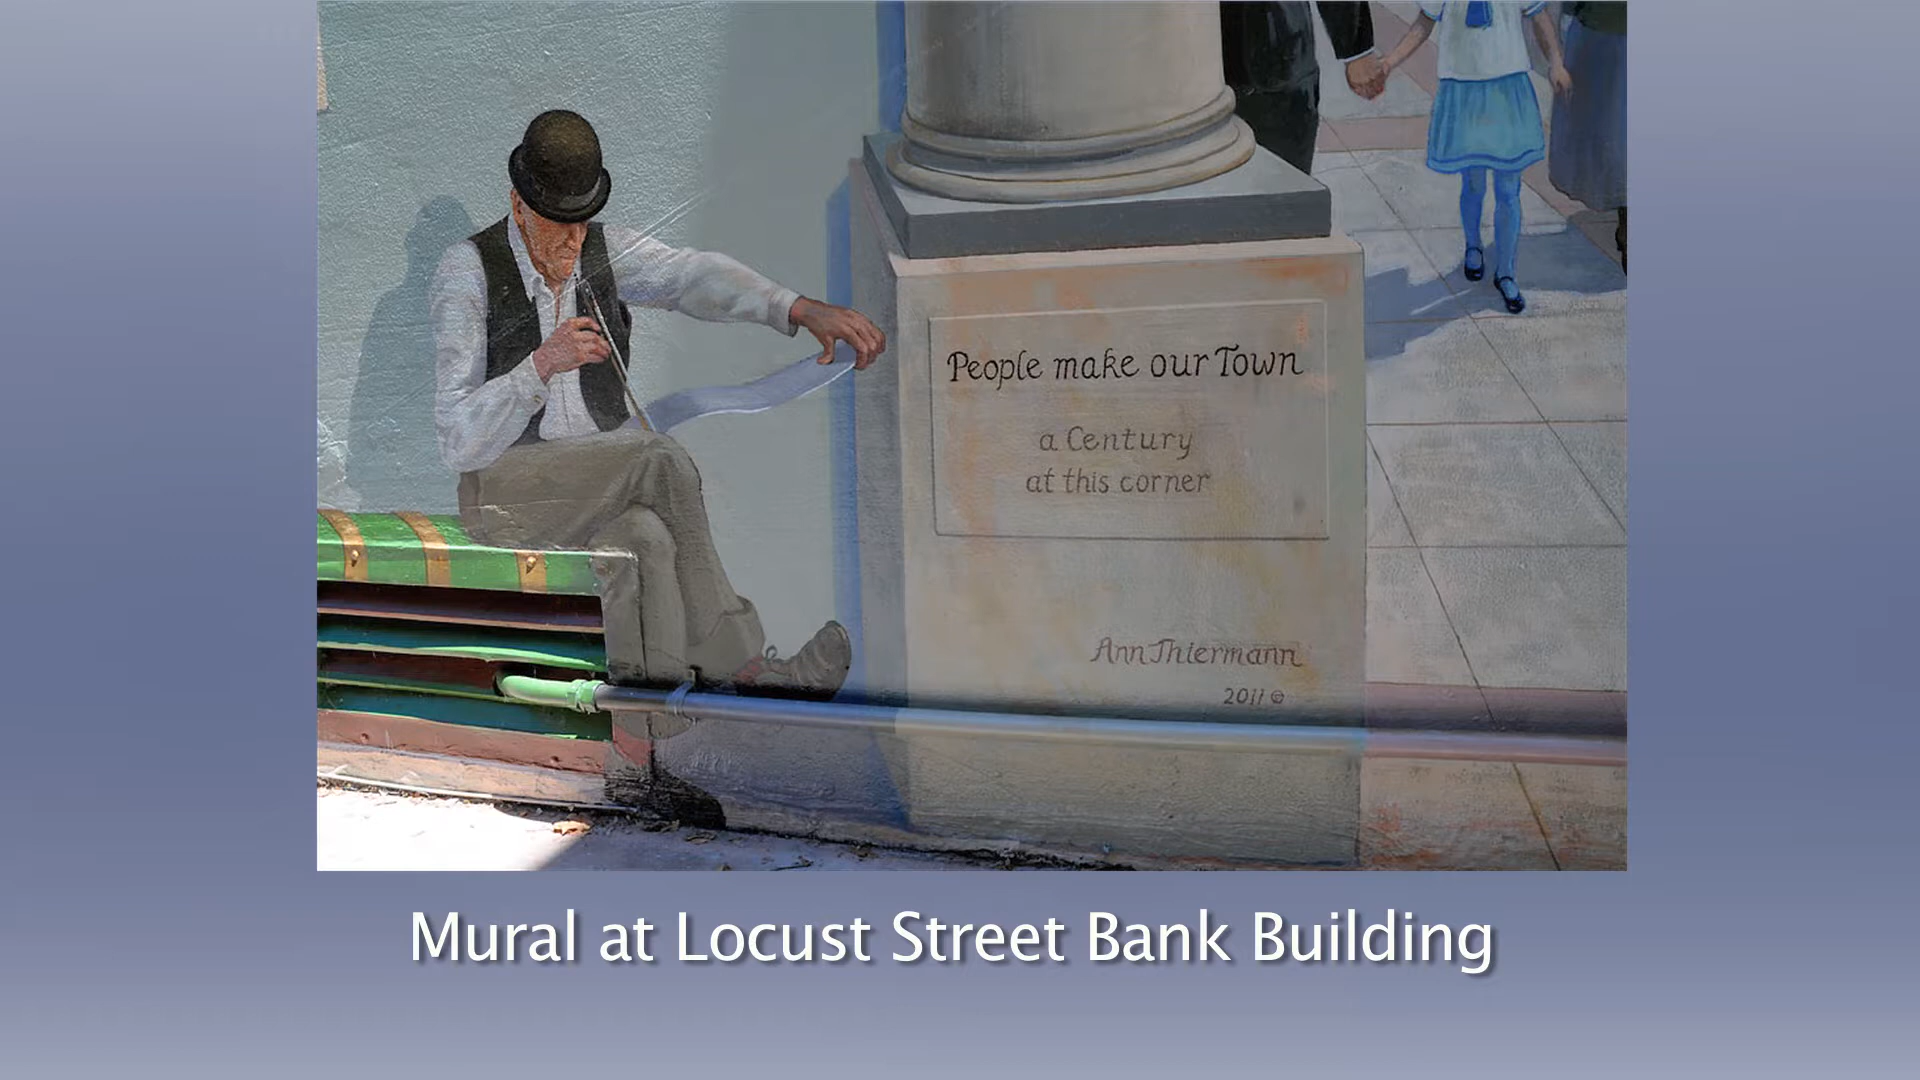 People make our Town
a Century
at this corner
Ann Thiermann
2011 ©
Mural at Locust Street Bank Building